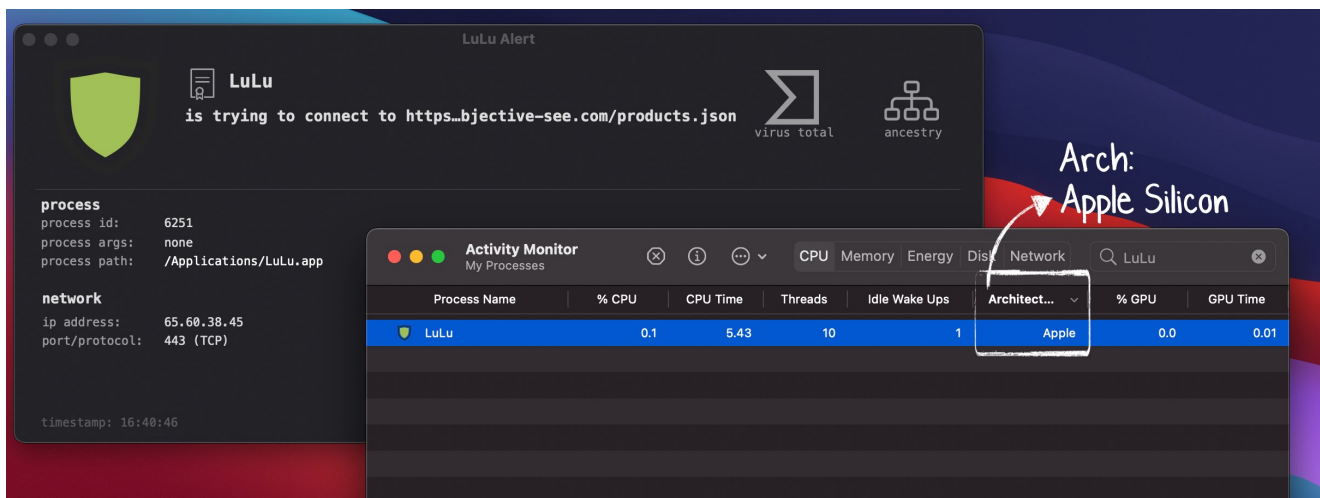 LuLu Alert
LuLu
is trying to connect to https…bjective-see.com/products.json
virus total
ancestry
Arch:
Apple Silicon
process
process id: 6251
process args: none
process path: /Applications/LuLu.app
network
ip address: 65.60.38.45
port/protocol: 443 (TCP)
timestamp: 16:40:46
Activity Monitor
My Processes
CPU Memory Energy Disk Network
LuLu
Process Name % CPU CPU Time Threads Idle Wake Ups Architect... % GPU GPU Time
LuLu 0.1 5.43 10 1 Apple 0.0 0.01